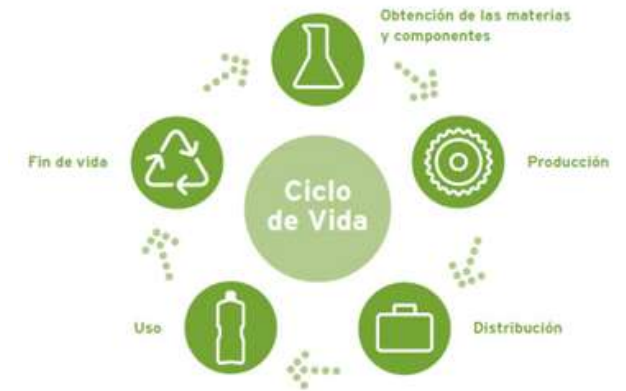 Obtención de las materias
y componentes
Fin de vida
Producción
Ciclo
de Vida
Uso
Distribución